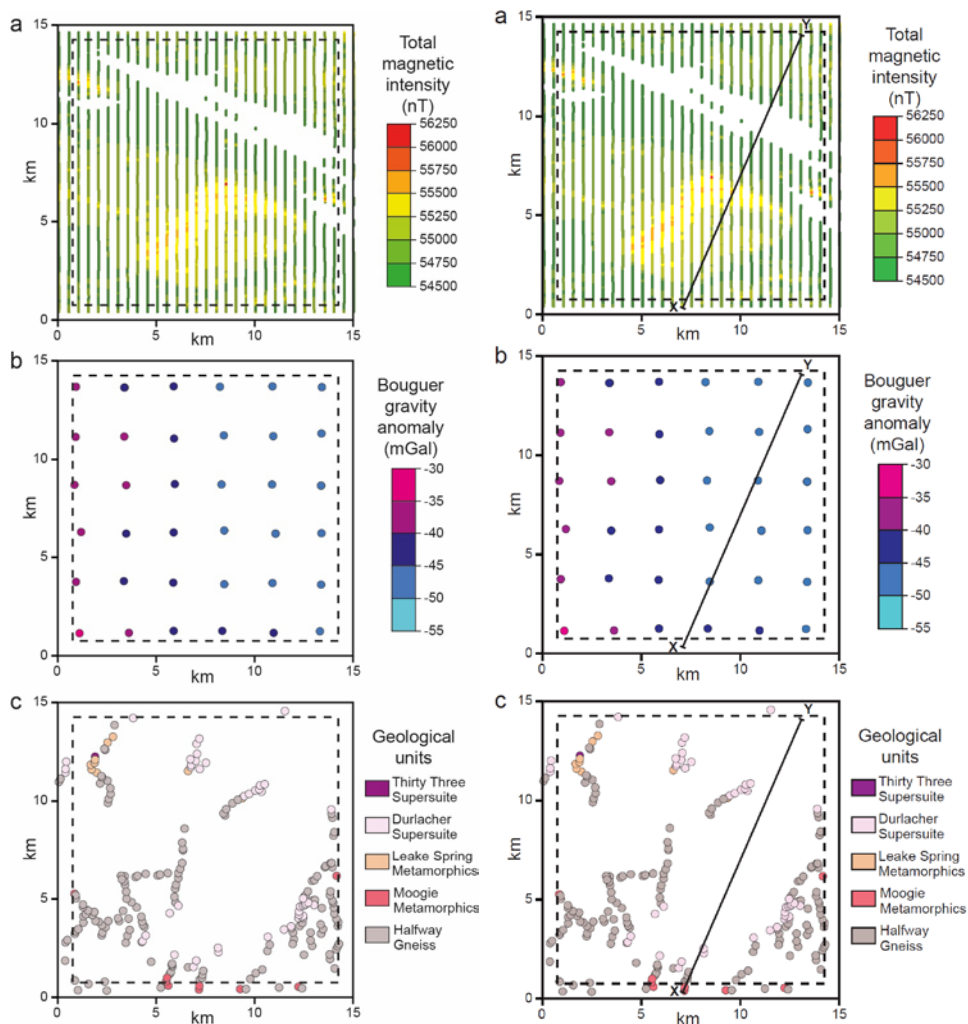 a
Total
magnetic
intensity
(nT)
56250
56000
55750
55500
55250
55000
54750
54500
15
10
5
0
km
0
5
10
15
km
b
Bouguer
gravity
anomaly
(mGal)
-30
-35
-40
-45
-50
-55
15
10
5
0
km
0
5
10
15
km
c
Geological
units
Thirty Three
Supersuite
Durlacher
Supersuite
Leake Spring
Metamorphics
Moogie
Metamorphics
Halfway
Gneiss
15
10
5
0
km
0
5
10
15
km
a
Y
X
Total
magnetic
intensity
(nT)
56250
56000
55750
55500
55250
55000
54750
54500
15
10
5
0
km
0
5
10
15
km
b
Y
X
Bouguer
gravity
anomaly
(mGal)
-30
-35
-40
-45
-50
-55
15
10
5
0
km
0
5
10
15
km
c
Y
X
Geological
units
Thirty Three
Supersuite
Durlacher
Supersuite
Leake Spring
Metamorphics
Moogie
Metamorphics
Halfway
Gneiss
15
10
5
0
km
0
5
10
15
km